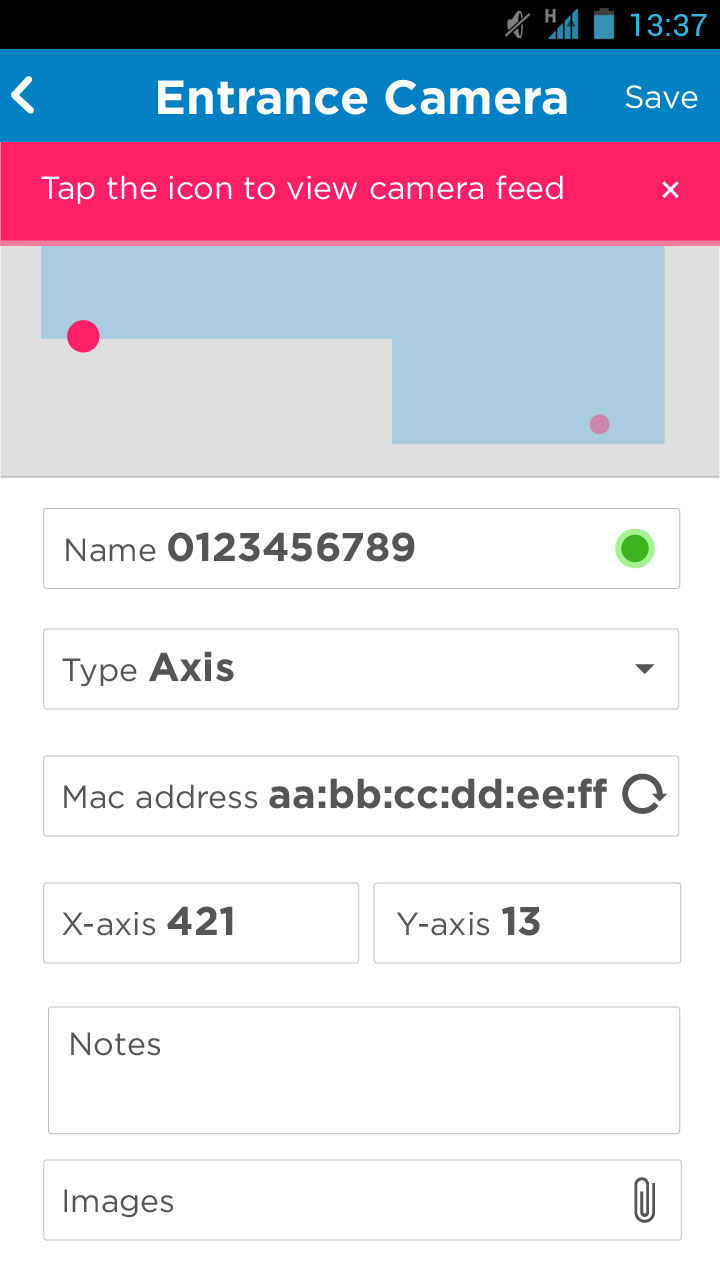 H 13:37
Entrance Camera Save
Tap the icon to view camera feed ×
Name 0123456789
Type Axis
Mac address aa:bb:cc:dd:ee:ff
X-axis 421 Y-axis 13
Notes
Images